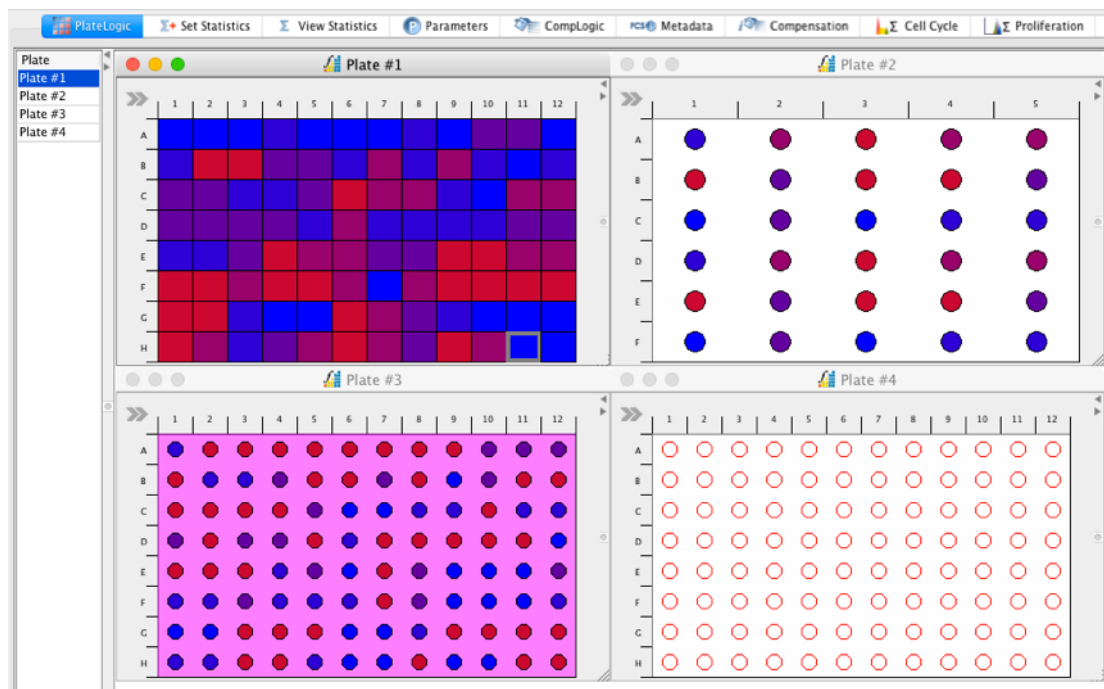 PlateLogic Σ+ Set Statistics Σ View Statistics P Parameters CompLogic FCS Metadata i Compensation Σ Cell Cycle Σ Proliferation
Plate
Plate #1
Plate #2
Plate #3
Plate #4
Plate #1
1 2 3 4 5 6 7 8 9 10 11 12
A
B
C
D
E
F
G
H
Plate #2
1 2 3 4 5
A
B
C
D
E
F
Plate #3
1 2 3 4 5 6 7 8 9 10 11 12
A
B
C
D
E
F
G
H
Plate #4
1 2 3 4 5 6 7 8 9 10 11 12
A
B
C
D
E
F
G
H